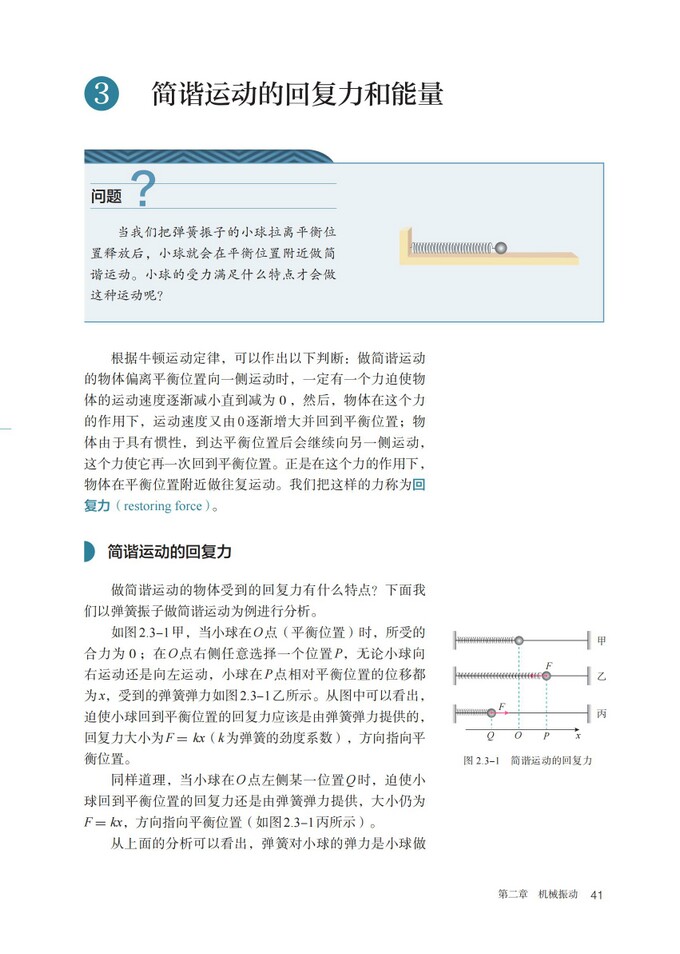 3 简谐运动的回复力和能量
问题?
当我们把弹簧振子的小球拉离平衡位
置释放后，小球就会在平衡位置附近做简
谐运动。小球的受力满足什么特点才会做
这种运动呢？
根据牛顿运动定律，可以作出以下判断：做简谐运动
的物体偏离平衡位置向一侧运动时，一定有一个力迫使物
体的运动速度逐渐减小直到减为 0 ，然后，物体在这个力
的作用下，运动速度又由0逐渐增大并回到平衡位置；物
体由于具有惯性，到达平衡位置后会继续向另一侧运动，
这个力使它再一次回到平衡位置。正是在这个力的作用下，
物体在平衡位置附近做往复运动。我们把这样的力称为回
复力（restoring force）。
简谐运动的回复力
做简谐运动的物体受到的回复力有什么特点？下面我
们以弹簧振子做简谐运动为例进行分析。
如图2.3-1甲，当小球在O点（平衡位置）时，所受的
合力为 0 ；在O点右侧任意选择一个位置P，无论小球向
右运动还是向左运动，小球在P点相对平衡位置的位移都
为x，受到的弹簧弹力如图2.3-1乙所示。从图中可以看出，
迫使小球回到平衡位置的回复力应该是由弹簧弹力提供的，
回复力大小为F = kx（k为弹簧的劲度系数），方向指向平
衡位置。
同样道理，当小球在O点左侧某一位置Q时，迫使小
球回到平衡位置的回复力还是由弹簧弹力提供，大小仍为
F = kx，方向指向平衡位置（如图2.3-1丙所示）。
从上面的分析可以看出，弹簧对小球的弹力是小球做
甲
F
乙
F
丙
Q O P x
图 2.3-1 简谐运动的回复力
第二章 机械振动 41